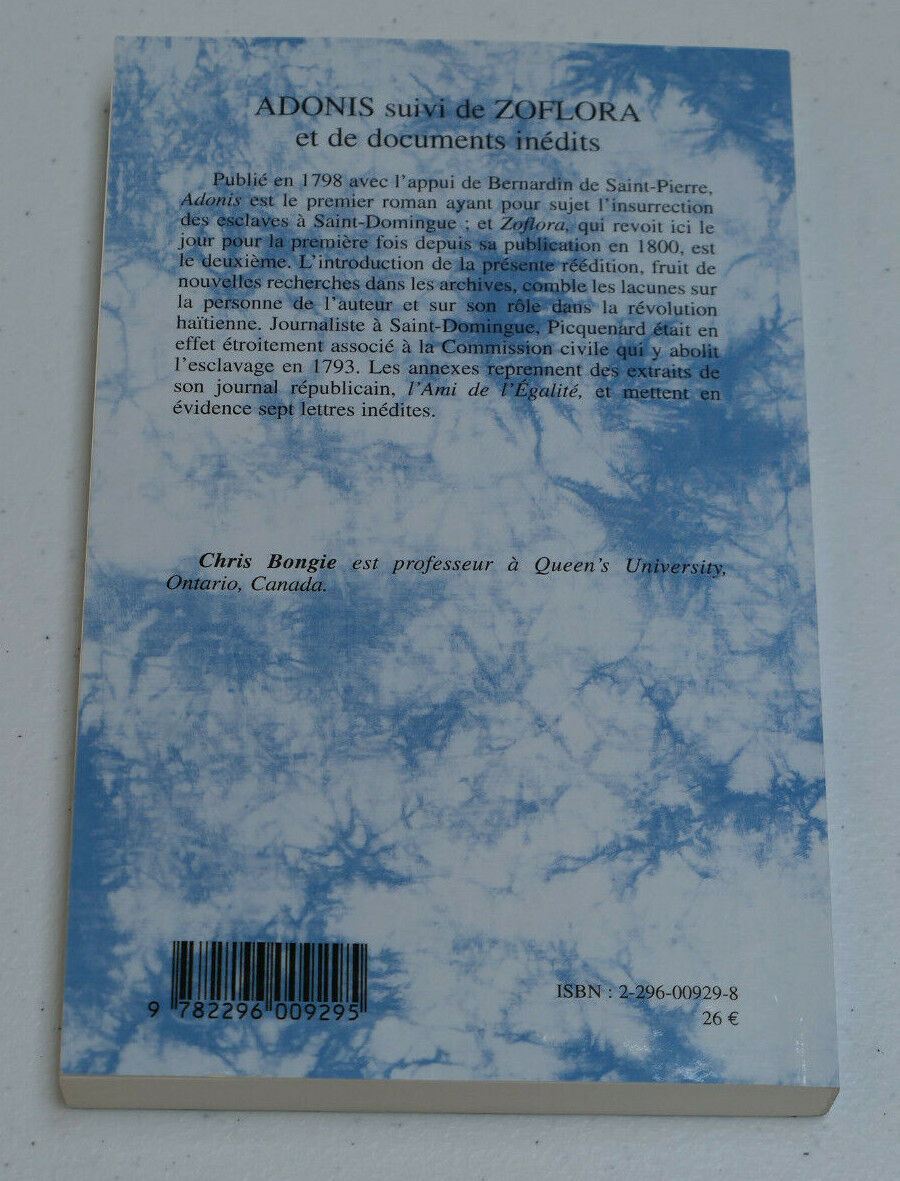 ADONIS suivi de ZOFLORA
et de documents inédits
Publié en 1798 avec l'appui de Bernardin de Saint-Pierre,
Adonis est le premier roman ayant pour sujet l'insurrection
des esclaves à Saint-Domingue ; et Zoflora, qui revoit ici le
jour pour la première fois depuis sa publication en 1800, est
le deuxième. L'introduction de la présente réédition, fruit de
nouvelles recherches dans les archives, comble les lacunes sur
la personne de l'auteur et sur son rôle dans la révolution
haïtienne. Journaliste à Saint-Domingue, Picquenard était en
effet étroitement associé à la Commission civile qui y abolit
l'esclavage en 1793. Les annexes reprennent des extraits de
son journal républicain, l'Ami de l'Égalité, et mettent en
évidence sept lettres inédites.
Chris Bongie est professeur à Queen's University,
Ontario, Canada.
9 782296 009295
ISBN : 2-296-00929-8
26 €